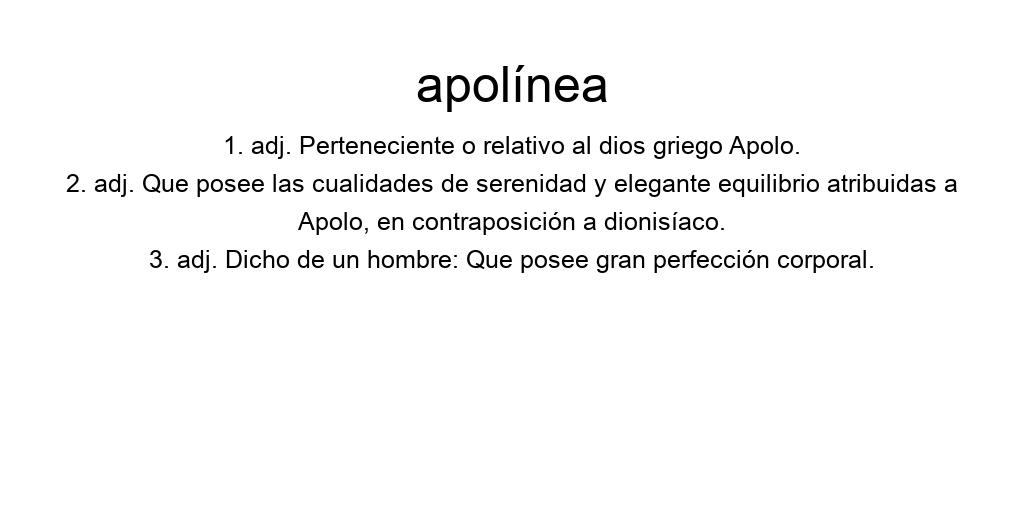 apolínea
1. adj. Perteneciente o relativo al dios griego Apolo.
2. adj. Que posee las cualidades de serenidad y elegante equilibrio atribuidas a
Apolo, en contraposición a dionisíaco.
3. adj. Dicho de un hombre: Que posee gran perfección corporal.